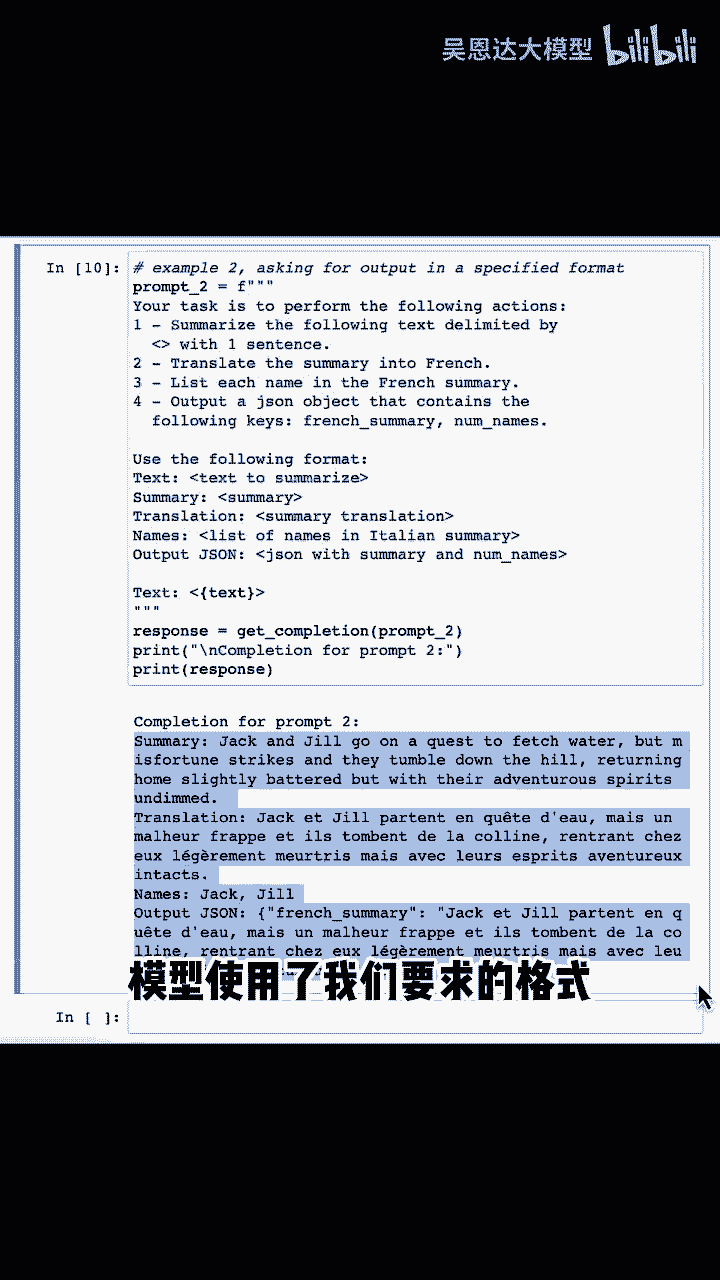 吴恩达大模型 bilibili
In [10]: # example 2, asking for output in a specified format
prompt_2 = f"""
Your task is to perform the following actions:
1 - Summarize the following text delimited by
  <> with 1 sentence.
2 - Translate the summary into French.
3 - List each name in the French summary.
4 - Output a json object that contains the
  following keys: french_summary, num_names.
Use the following format:
Text: <text to summarize>
Summary: <summary>
Translation: <summary translation>
Names: <list of names in Italian summary>
Output JSON: <json with summary and num_names>
Text: <{text}>
"""
response = get_completion(prompt_2)
print("\nCompletion for prompt 2:")
print(response)
Completion for prompt 2:
Summary: Jack and Jill go on a quest to fetch water, but m
isfortune strikes and they tumble down the hill, returning
home slightly battered but with their adventurous spirits
undimmed.
Translation: Jack et Jill partent en quête d'eau, mais un
malheur frappe et ils tombent de la colline, rentrant chez
eux légèrement meurtris mais avec leurs esprits aventureux
intacts.
Names: Jack, Jill
Output JSON: {"french_summary": "Jack et Jill partent en q
uête d'eau, mais un malheur frappe et ils tombent de la co
lline, rentrant chez eux légèrement meurtris mais avec leu
模型使用了我们要求的格式
In [ ]: